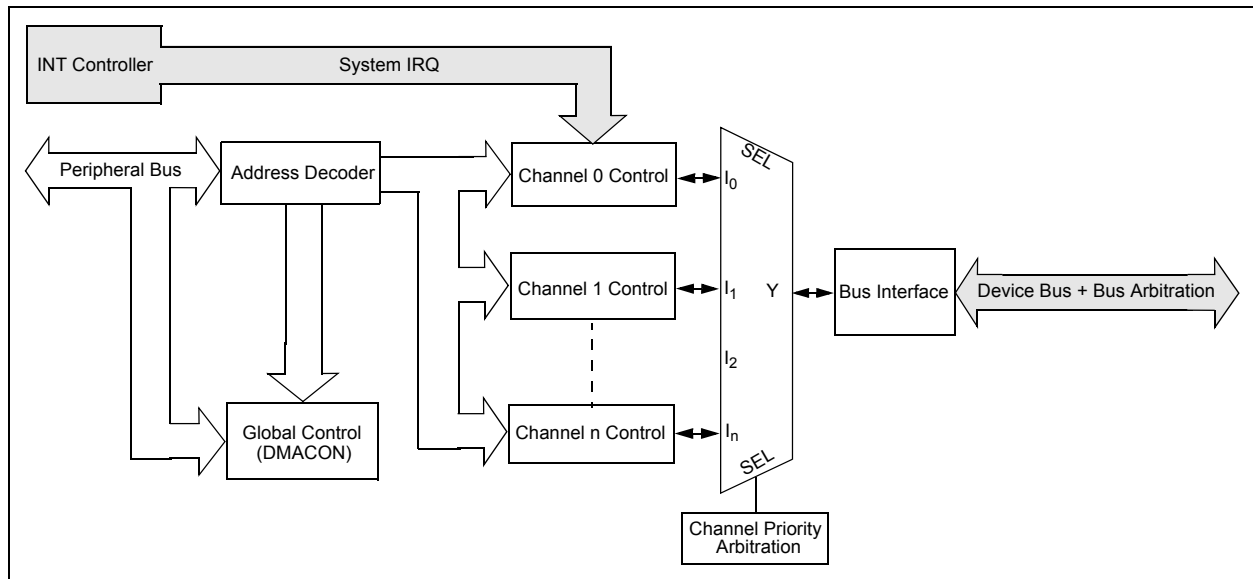 INT Controller
System IRQ
Peripheral Bus
Address Decoder
Channel 0 Control
SEL
I0
Channel 1 Control
I1
Y
Bus Interface
Device Bus + Bus Arbitration
I2
Global Control
(DMACON)
Channel n Control
In
SEL
Channel Priority
Arbitration